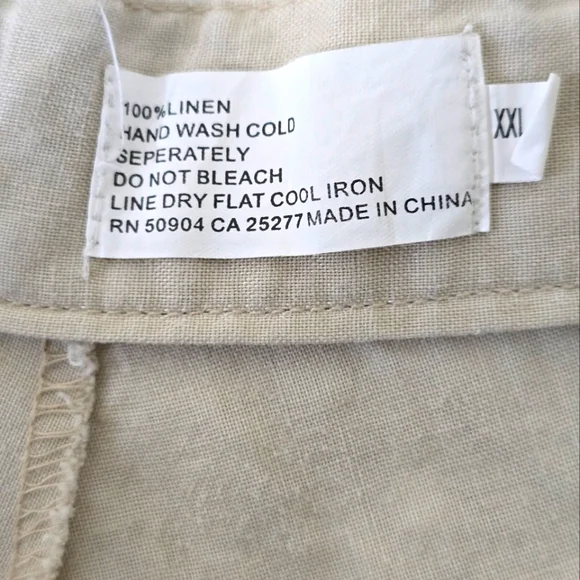 100%LINEN
HAND WASH COLD
SEPERATELY
DO NOT BLEACH
LINE DRY FLAT COOL IRON
RN 50904 CA 25277 MADE IN CHINA
XXL